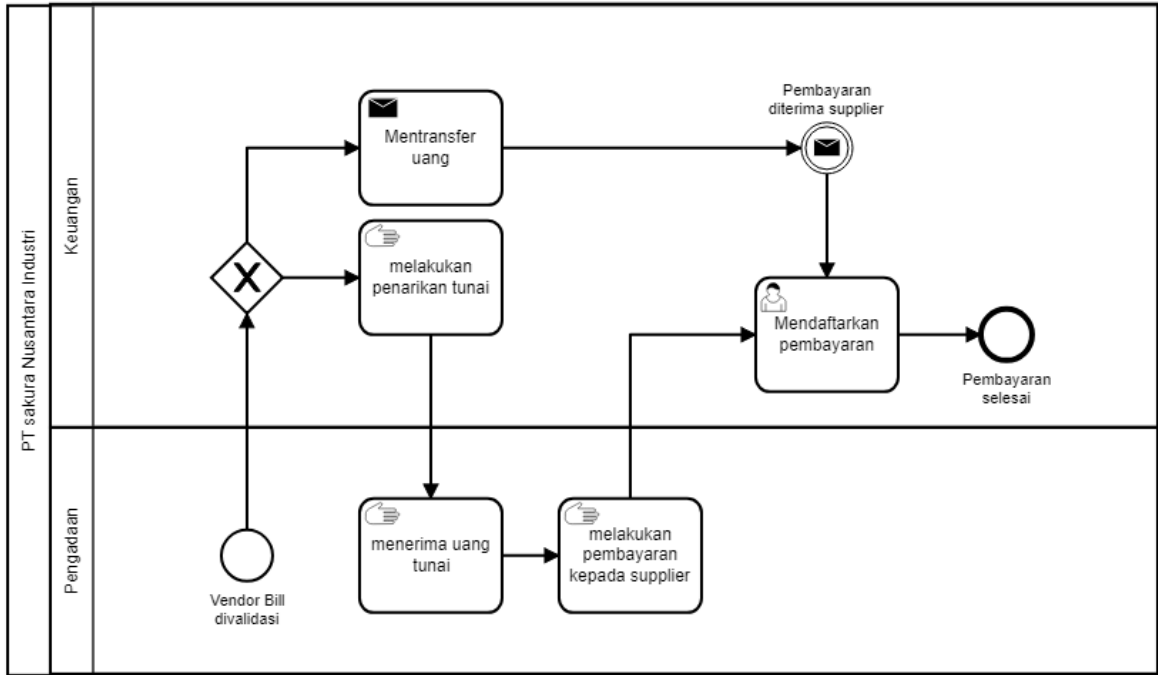 PT sakura Nusantara Industri
Keuangan
Mentransfer
uang
Pembayaran
diterima supplier
melakukan
penarikan tunai
Mendaftarkan
pembayaran
Pembayaran
selesai
Pengadaan
Vendor Bill
divalidasi
menerima uang
tunai
melakukan
pembayaran
kepada supplier